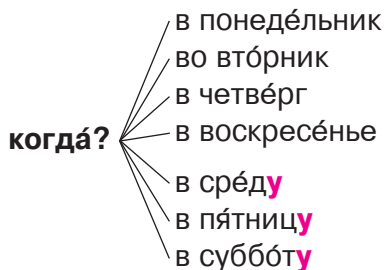 в понеде́льник
во вто́рник
в четве́рг
в воскресе́нье
когда́?
в сре́ду
в пя́тницу
в суббо́ту